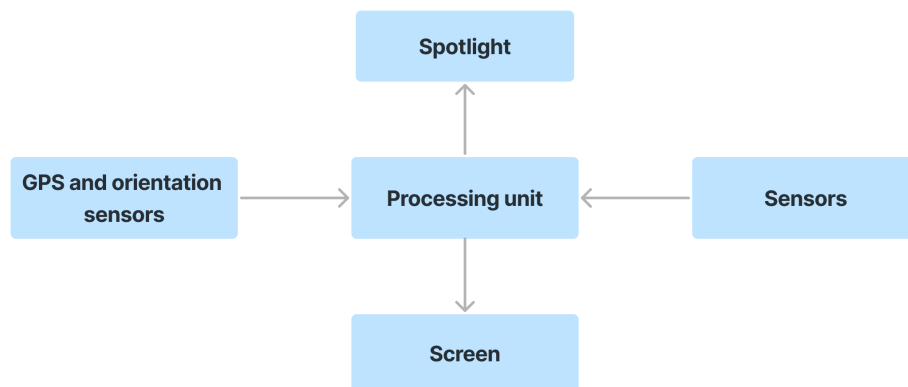 Spotlight
GPS and orientation
sensors
Processing unit
Sensors
Screen